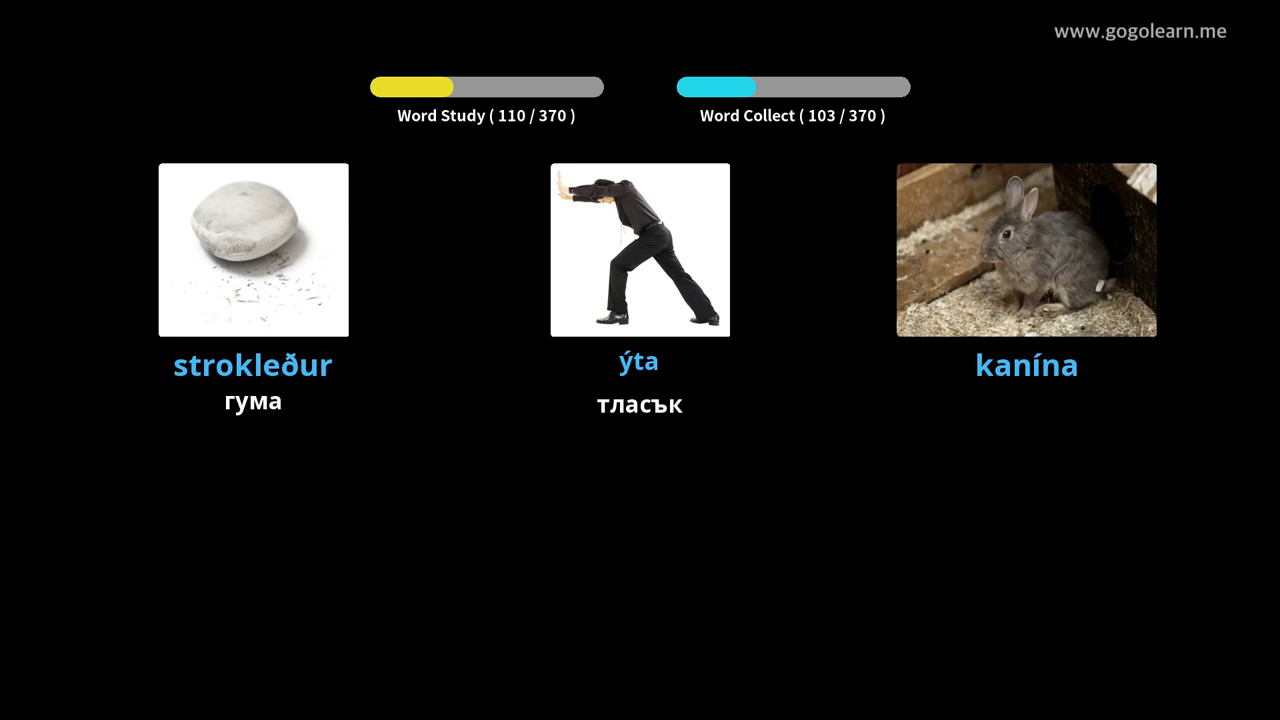 www.gogolearn.me
Word Study ( 110 / 370 )
Word Collect ( 103 / 370 )
strokleður
гума
ýta
тласък
kanína